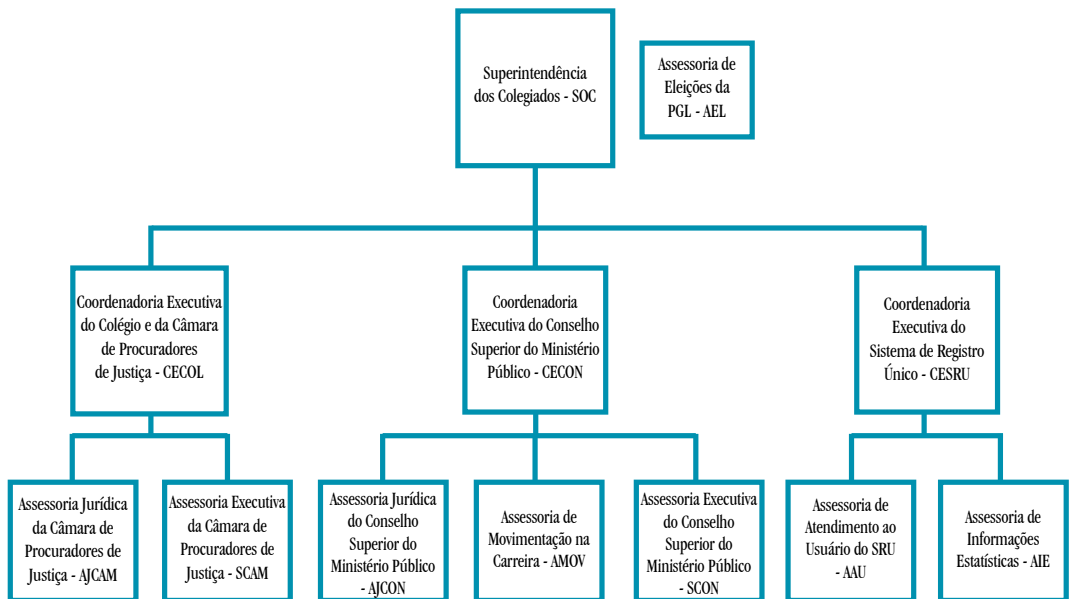 Superintendência
dos Colegiados - SOC
Assessoria de
Eleições da
PGL - AEL
Coordenadoria Executiva
do Colégio e da Câmara
de Procuradores
de Justiça - CECOL
Coordenadoria
Executiva do Conselho
Superior do Ministério
Público - CECON
Coordenadoria
Executiva do
Sistema de Registro
Único - CESRU
Assessoria Jurídica
da Câmara de
Procuradores de
Justiça - AJCAM
Assessoria Executiva
da Câmara de
Procuradores de
Justiça - SCAM
Assessoria Jurídica
do Conselho
Superior do
Ministério Público
- AJCON
Assessoria de
Movimentação na
Carreira - AMOV
Assessoria Executiva
do Conselho
Superior do
Ministério Público
- SCON
Assessoria de
Atendimento ao
Usuário do SRU
- AAU
Assessoria de
Informações
Estatísticas - AIE